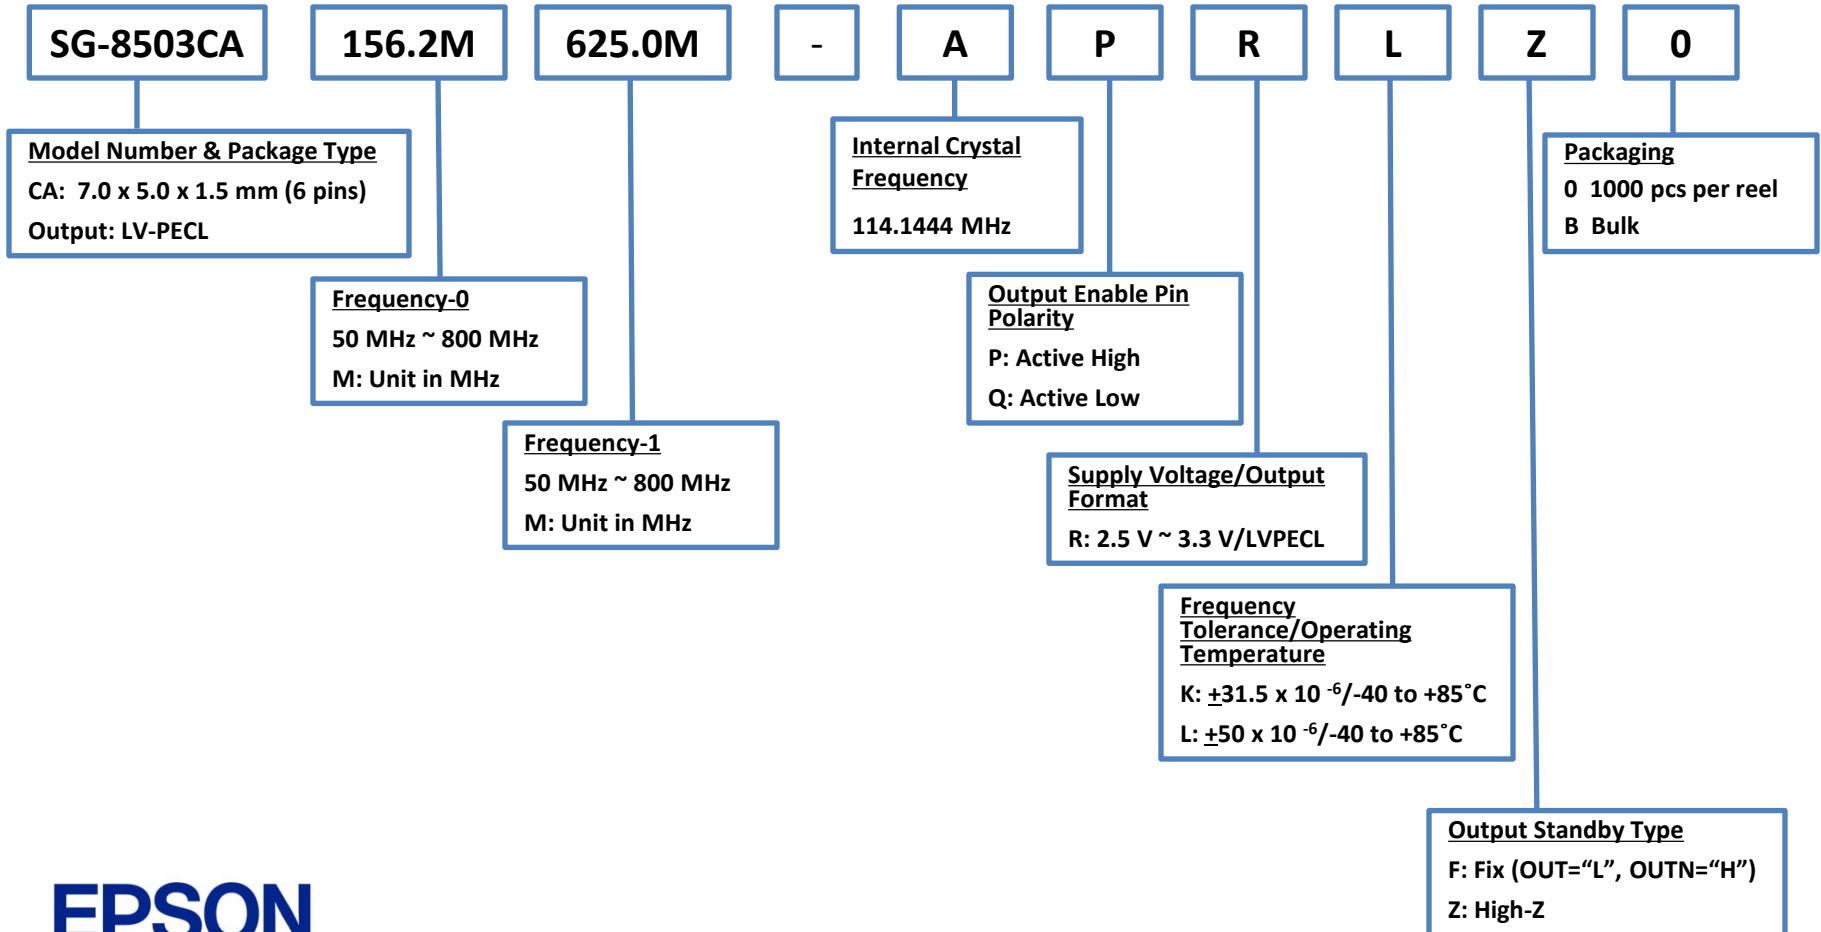 SG-8503CA 156.2M 625.0M - A P R L Z 0
Model Number & Package Type
CA: 7.0 x 5.0 x 1.5 mm (6 pins)
Output: LV-PECL
Frequency-0
50 MHz ~ 800 MHz
M: Unit in MHz
Frequency-1
50 MHz ~ 800 MHz
M: Unit in MHz
Internal Crystal
Frequency
114.1444 MHz
Output Enable Pin
Polarity
P: Active High
Q: Active Low
Supply Voltage/Output
Format
R: 2.5 V ~ 3.3 V/LVPECL
Frequency
Tolerance/Operating
Temperature
K: ±31.5 x 10 ⁻⁶/-40 to +85˚C
L: ±50 x 10 ⁻⁶/-40 to +85˚C
Output Standby Type
F: Fix (OUT=“L”, OUTN=“H”)
Z: High-Z
Packaging
0 1000 pcs per reel
B Bulk
EPSON